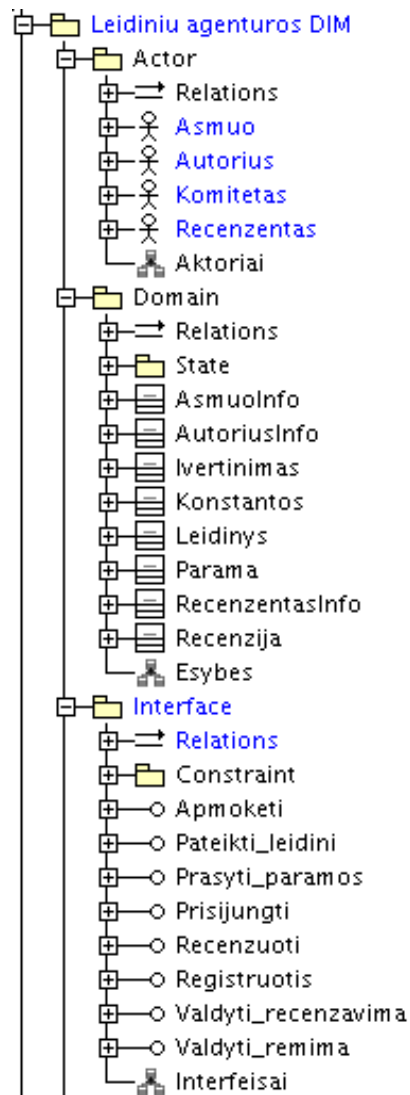 Leidiniu agenturos DIM
Actor
Relations
Asmuo
Autorius
Komitetas
Recenzentas
Aktoriai
Domain
Relations
State
AsmuoInfo
AutoriusInfo
Ivertinimas
Konstantos
Leidinys
Parama
RecenzentasInfo
Recenzija
Esybes
Interface
Relations
Constraint
Apmoketi
Pateikti_leidini
Prasyti_paramos
Prisijungti
Recenzuoti
Registruotis
Valdyti_recenzavima
Valdyti_remima
Interfeisai